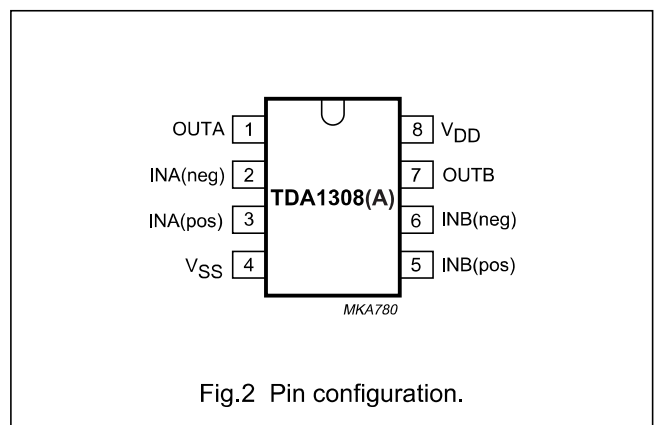 OUTA 1 8 VDD
INA(neg) 2 7 OUTB
TDA1308(A)
INA(pos) 3 6 INB(neg)
VSS 4 5 INB(pos)
MKA780
Fig.2 Pin configuration.